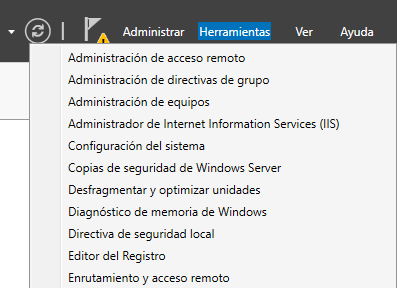 Administrar Herramientas Ver Ayuda
Administración de acceso remoto
Administración de directivas de grupo
Administración de equipos
Administrador de Internet Information Services (IIS)
Configuración del sistema
Copias de seguridad de Windows Server
Desfragmentar y optimizar unidades
Diagnóstico de memoria de Windows
Directiva de seguridad local
Editor del Registro
Enrutamiento y acceso remoto